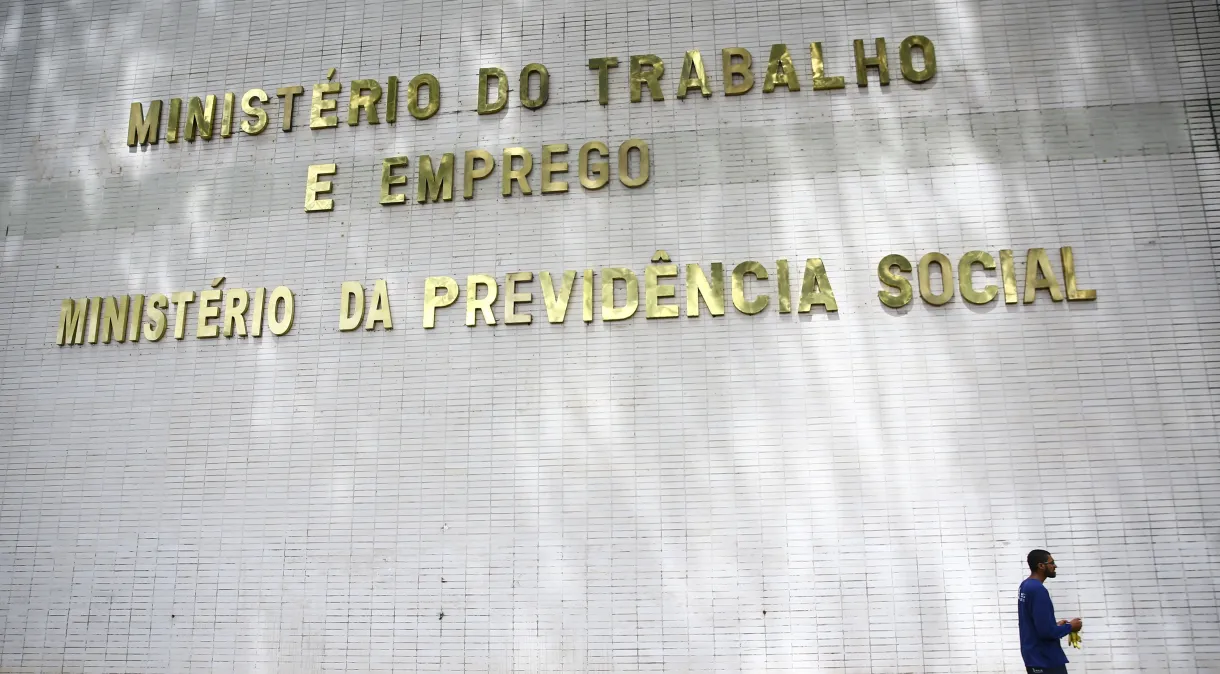 MINISTÉRIO DO TRABALHO
E EMPREGO
MINISTÉRIO DA PREVIDÊNCIA SOCIAL